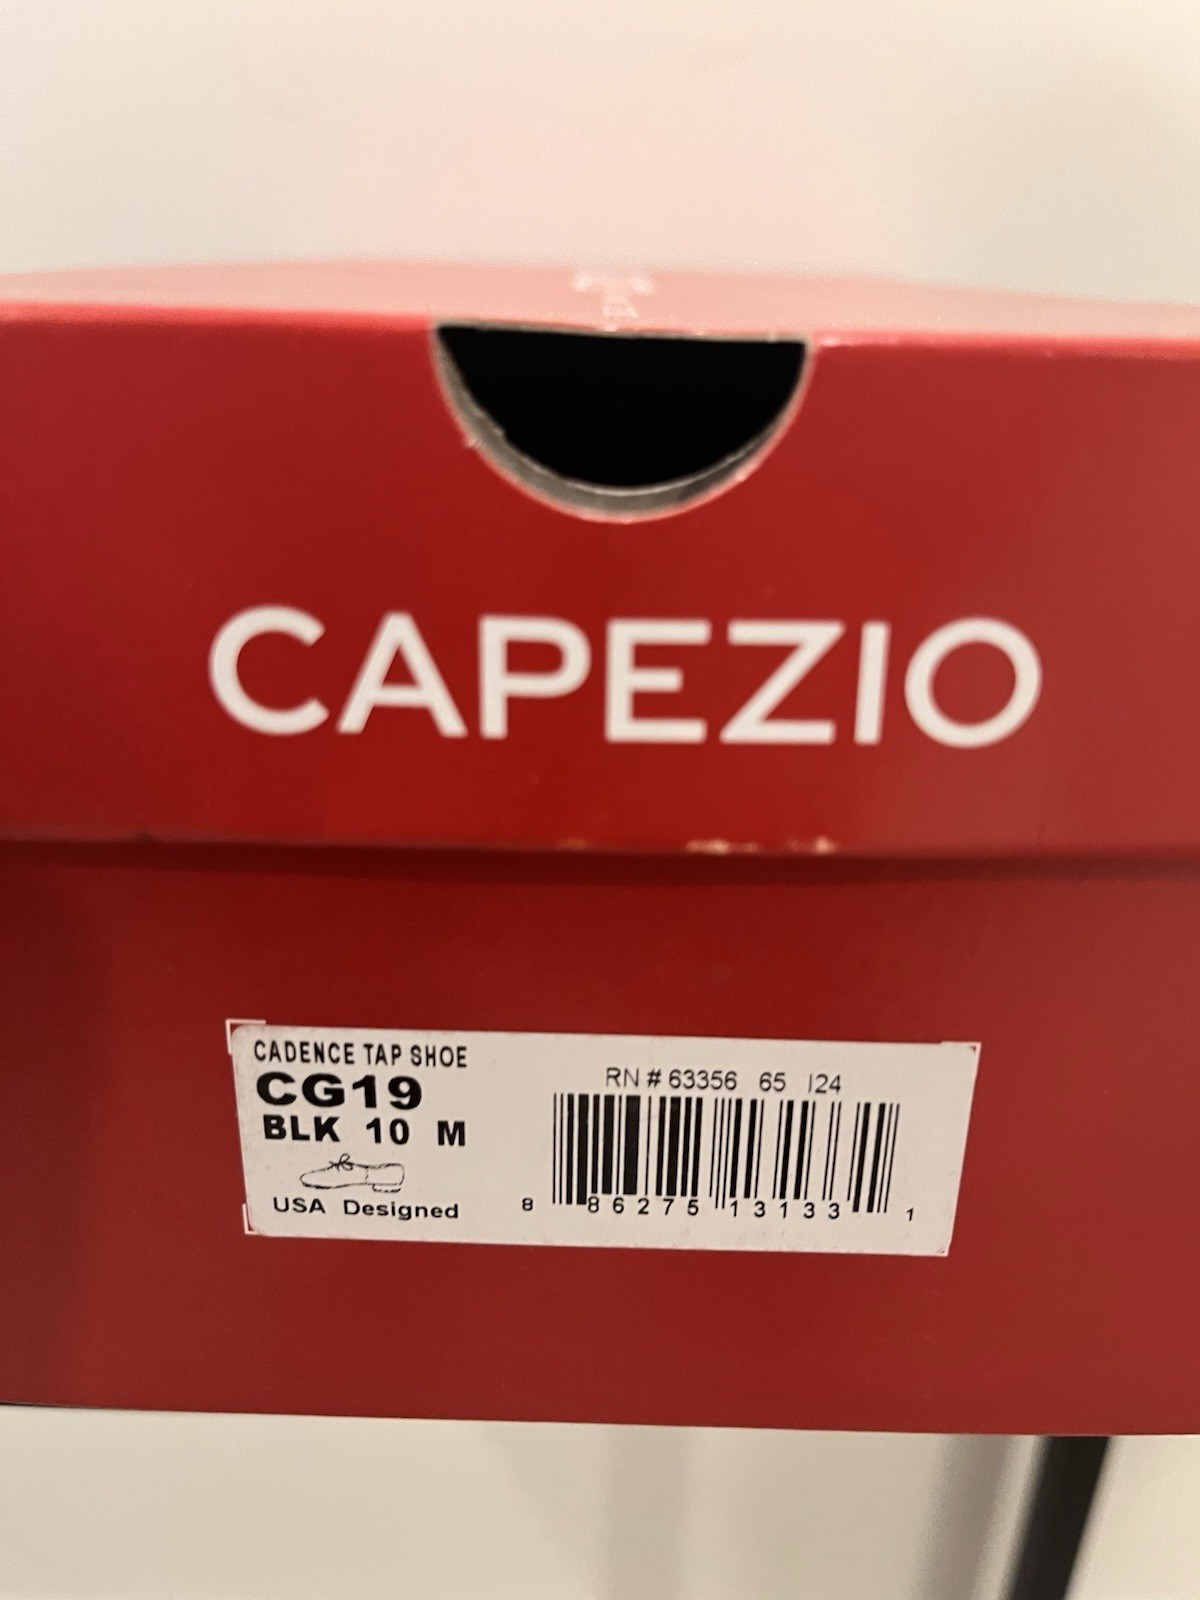 CAPEZIO
CADENCE TAP SHOE
CG19
BLK 10 M
USA Designed
RN # 63356 65 I24
8 86275 13133 1